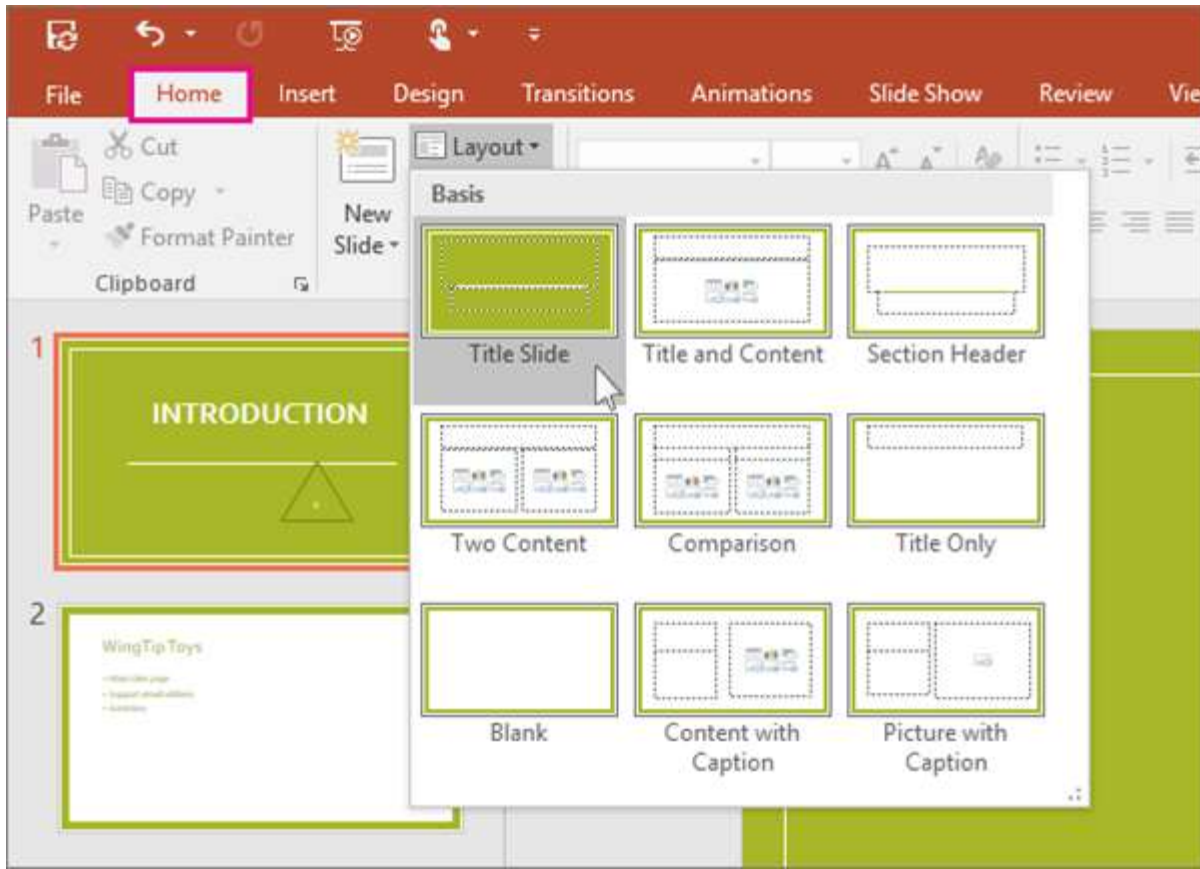 File Home Insert Design Transitions Animations Slide Show Review Vie
Cut
Copy
Format Painter
Paste
Clipboard
New
Slide
Layout
Basis
Title Slide
Title and Content
Section Header
Two Content
Comparison
Title Only
Blank
Content with
Caption
Picture with
Caption
1
INTRODUCTION
2
WingTip Toys